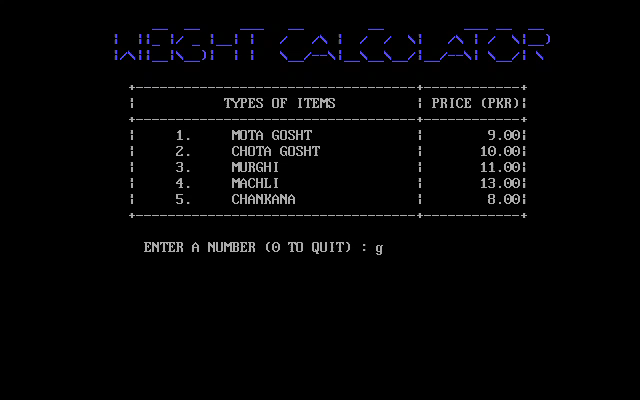 WEIGHT CALCULATOR
TYPES OF ITEMS PRICE (PKR)
1. MOTA GOSHT 9.00
2. CHOTA GOSHT 10.00
3. MURGHI 11.00
4. MACHLI 13.00
5. CHANKANA 8.00
ENTER A NUMBER (0 TO QUIT) : g